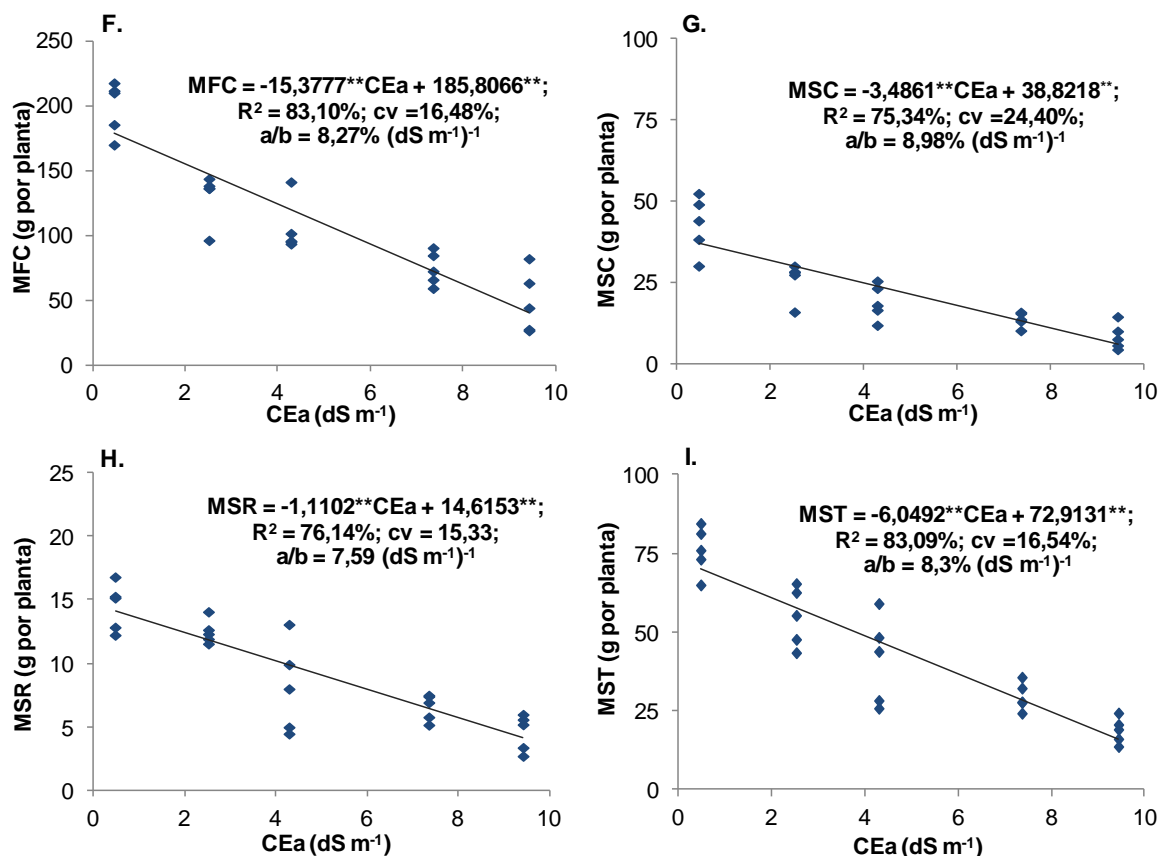 F.
MFC = -15,3777**CEa + 185,8066**;
R² = 83,10%; cv =16,48%;
a/b = 8,27% (dS m⁻¹)⁻¹
MFC (g por planta)
250
200
150
100
50
0
0 2 4 6 8 10
CEa (dS m⁻¹)
G.
MSC = -3,4861**CEa + 38,8218**;
R² = 75,34%; cv =24,40%;
a/b = 8,98% (dS m⁻¹)⁻¹
MSC (g por planta)
100
75
50
25
0
0 2 4 6 8 10
CEa (dS m⁻¹)
H.
MSR = -1,1102**CEa + 14,6153**;
R² = 76,14%; cv = 15,33;
a/b = 7,59 (dS m⁻¹)⁻¹
MSR (g por planta)
25
20
15
10
5
0
0 2 4 6 8 10
CEa (dS m⁻¹)
I.
MST = -6,0492**CEa + 72,9131**;
R² = 83,09%; cv =16,54%;
a/b = 8,3% (dS m⁻¹)⁻¹
MST (g por planta)
100
75
50
25
0
0 2 4 6 8 10
CEa (dS m⁻¹)